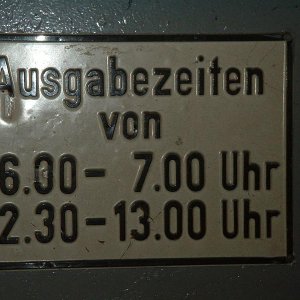 Ausgabezeiten
von
6.00 - 7.00 Uhr
2.30 - 13.00 Uhr